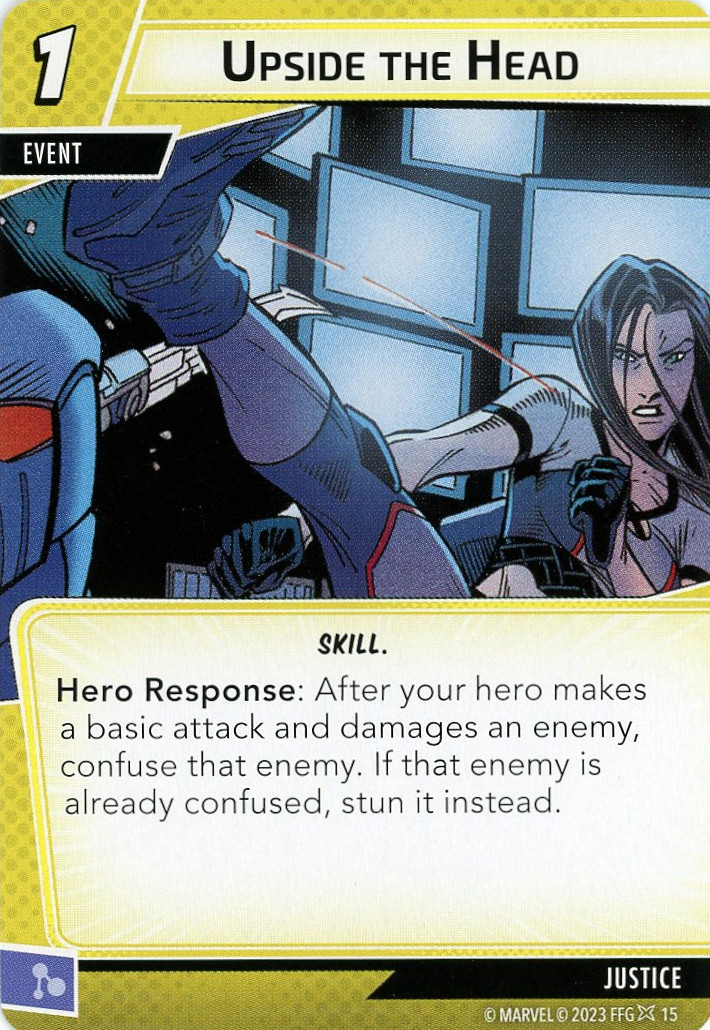 1
UPSIDE THE HEAD
EVENT
SKILL.
Hero Response: After your hero makes
a basic attack and damages an enemy,
confuse that enemy. If that enemy is
already confused, stun it instead.
JUSTICE
© MARVEL © 2023 FFG 15